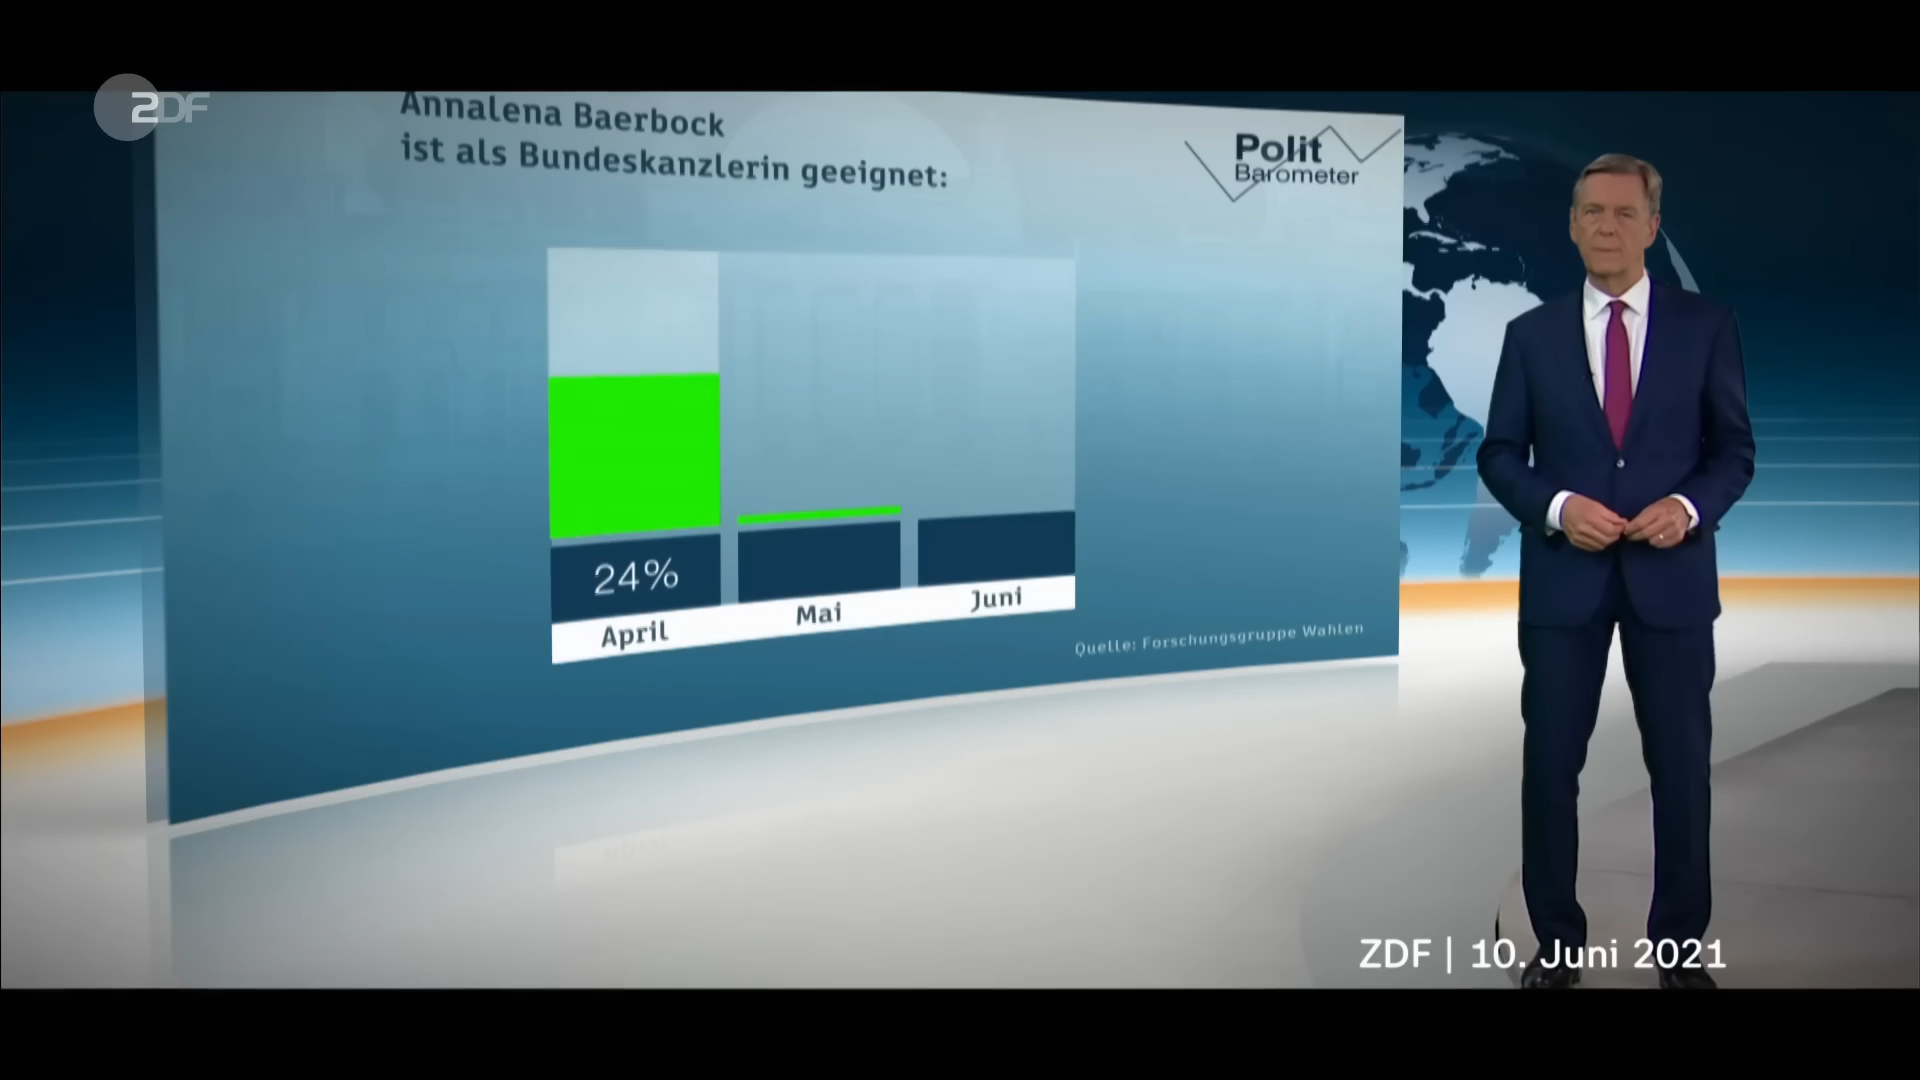 ZDF
Annalena Baerbock
ist als Bundeskanzlerin geeignet:
Polit
Barometer
24%
April
Mai
Juni
Quelle: Forschungsgruppe Wahlen
ZDF | 10. Juni 2021